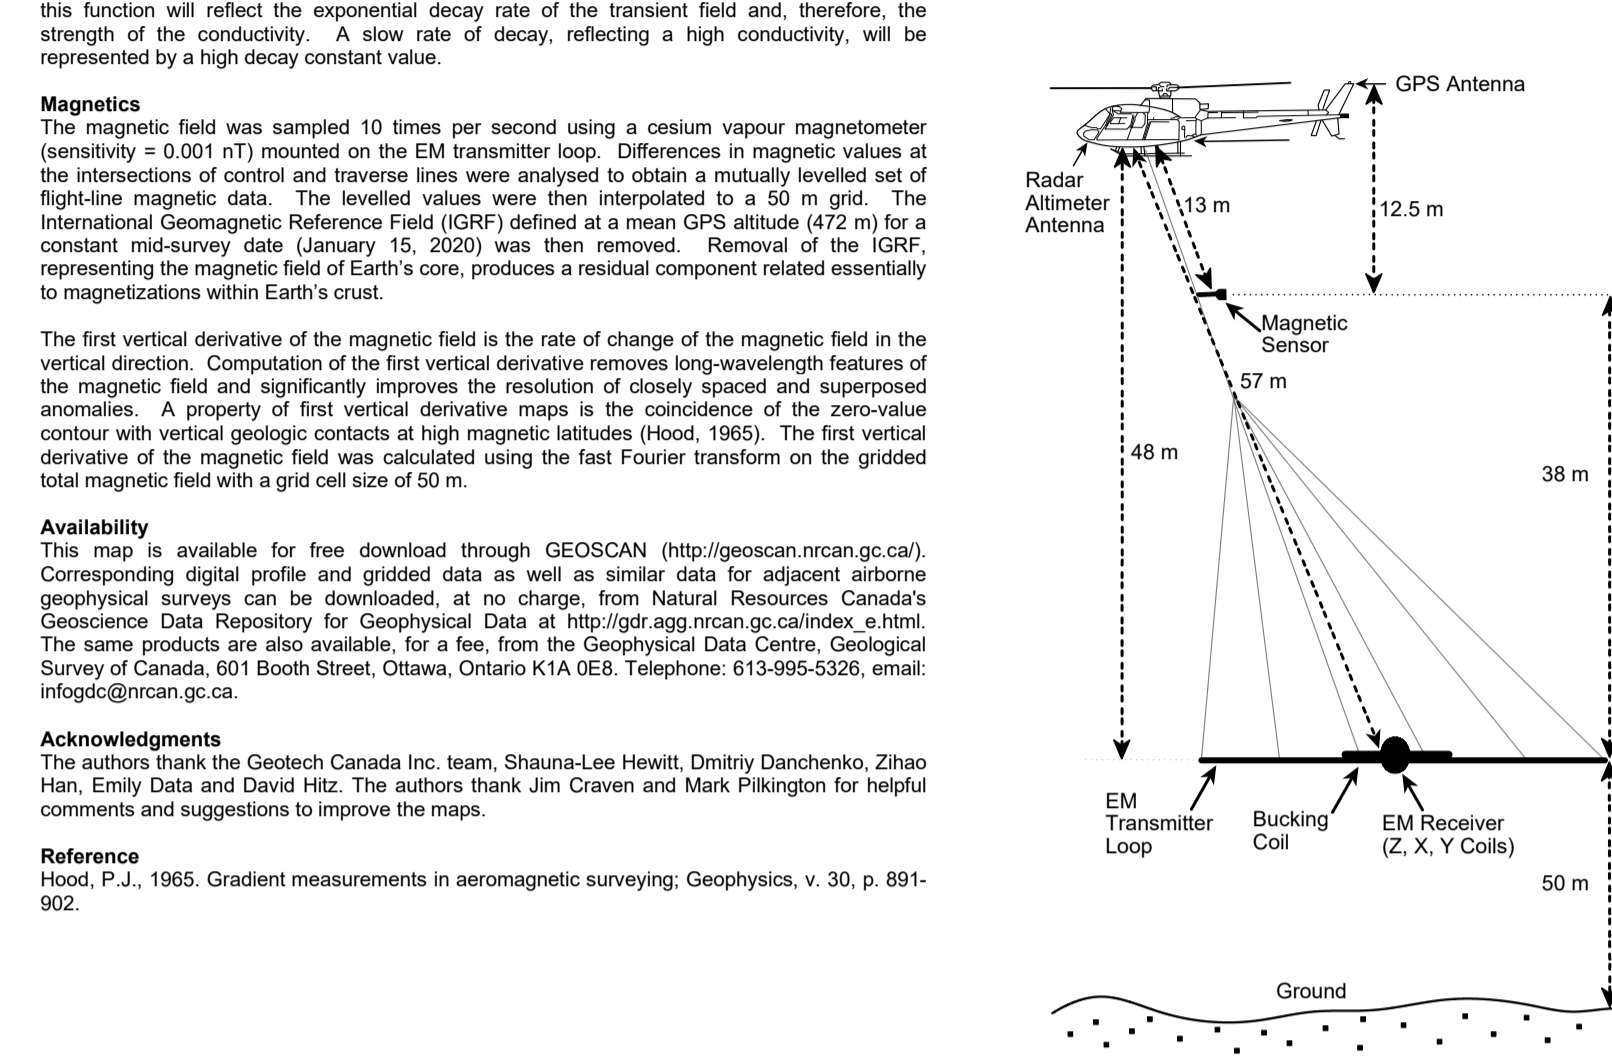 this function will reflect the exponential decay rate of the transient field and, therefore, the
strength of the conductivity. A slow rate of decay, reflecting a high conductivity, will be
represented by a high decay constant value.
Magnetics
The magnetic field was sampled 10 times per second using a cesium vapour magnetometer
(sensitivity = 0.001 nT) mounted on the EM transmitter loop. Differences in magnetic values at
the intersections of control and traverse lines were analysed to obtain a mutually levelled set of
flight-line magnetic data. The levelled values were then interpolated to a 50 m grid. The
International Geomagnetic Reference Field (IGRF) defined at a mean GPS altitude (472 m) for a
constant mid-survey date (January 15, 2020) was then removed. Removal of the IGRF,
representing the magnetic field of Earth's core, produces a residual component related essentially
to magnetizations within Earth's crust.
The first vertical derivative of the magnetic field is the rate of change of the magnetic field in the
vertical direction. Computation of the first vertical derivative removes long-wavelength features of
the magnetic field and significantly improves the resolution of closely spaced and superposed
anomalies. A property of first vertical derivative maps is the coincidence of the zero-value
contour with vertical geologic contacts at high magnetic latitudes (Hood, 1965). The first vertical
derivative of the magnetic field was calculated using the fast Fourier transform on the gridded
total magnetic field with a grid cell size of 50 m.
Availability
This map is available for free download through GEOSCAN (http://geoscan.nrcan.gc.ca/).
Corresponding digital profile and gridded data as well as similar data for adjacent airborne
geophysical surveys can be downloaded, at no charge, from Natural Resources Canada's
Geoscience Data Repository for Geophysical Data at http://gdr.agg.nrcan.gc.ca/index_e.html.
The same products are also available, for a fee, from the Geophysical Data Centre, Geological
Survey of Canada, 601 Booth Street, Ottawa, Ontario K1A 0E8. Telephone: 613-995-5326, email:
infogdc@nrcan.gc.ca.
Acknowledgments
The authors thank the Geotech Canada Inc. team, Shauna-Lee Hewitt, Dmitriy Danchenko, Zihao
Han, Emily Data and David Hitz. The authors thank Jim Craven and Mark Pilkington for helpful
comments and suggestions to improve the maps.
Reference
Hood, P.J., 1965. Gradient measurements in aeromagnetic surveying; Geophysics, v. 30, p. 891-
902.
GPS Antenna
Radar
Altimeter
Antenna
13 m
12.5 m
Magnetic
Sensor
57 m
48 m
38 m
EM
Transmitter
Loop
Bucking
Coil
EM Receiver
(Z, X, Y Coils)
50 m
Ground